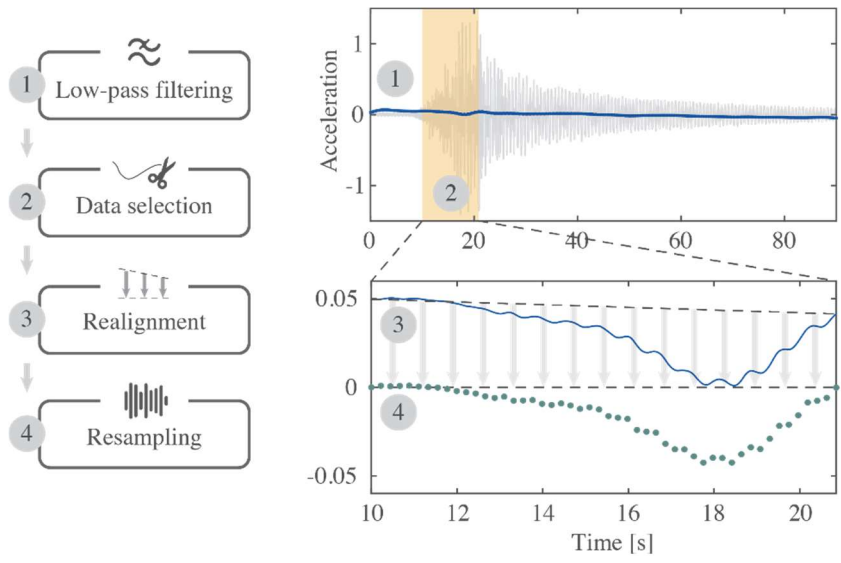 1
Low-pass filtering
2
Data selection
3
Realignment
4
Resampling
Acceleration
1
0
-1
1
2
0 20 40 60 80
0.05
0
-0.05
3
4
10 12 14 16 18 20
Time [s]